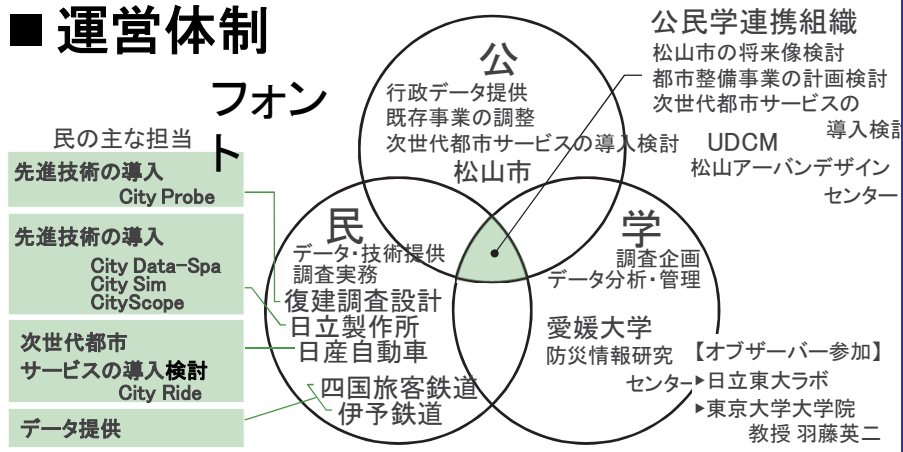 ■ 運営体制
フォン
ト
民の主な担当
先進技術の導入
City Probe
先進技術の導入
City Data-Spa
City Sim
CityScope
次世代都市
サービスの導入検討
City Ride
データ提供
公
行政データ提供
既存事業の調整
次世代都市サービスの導入検討
松山市
民
データ・技術提供
調査実務
復建調査設計
日立製作所
日産自動車
四国旅客鉄道
伊予鉄道
学
調査企画
データ分析・管理
愛媛大学
防災情報研究
センター
公民学連携組織
松山市の将来像検討
都市整備事業の計画検討
次世代都市サービスの
導入検討
UDCM
松山アーバンデザイン
センター
【オブザーバー参加】
▶日立東大ラボ
▶東京大学大学院
教授 羽藤英二